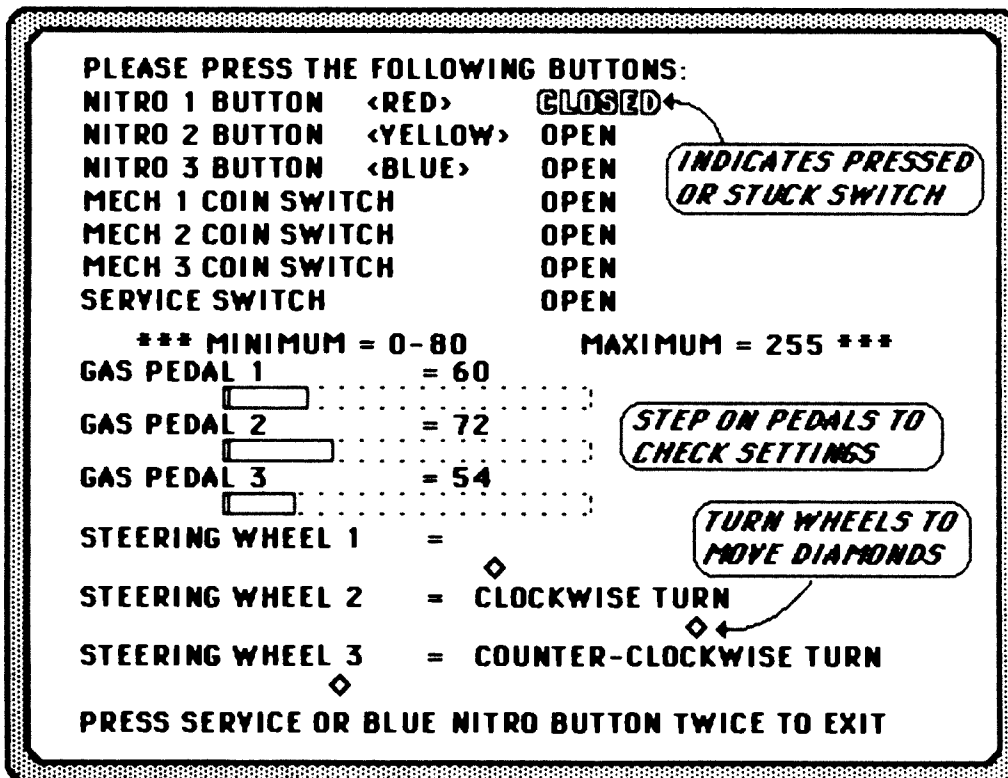 PLEASE PRESS THE FOLLOWING BUTTONS:
NITRO 1 BUTTON <RED> CLOSED
NITRO 2 BUTTON <YELLOW> OPEN
NITRO 3 BUTTON <BLUE> OPEN
INDICATES PRESSED
OR STUCK SWITCH
MECH 1 COIN SWITCH OPEN
MECH 2 COIN SWITCH OPEN
MECH 3 COIN SWITCH OPEN
SERVICE SWITCH OPEN
*** MINIMUM = 0-80 MAXIMUM = 255 ***
GAS PEDAL 1 = 60
GAS PEDAL 2 = 72
STEP ON PEDALS TO
CHECK SETTINGS
GAS PEDAL 3 = 54
STEERING WHEEL 1 =
TURN WHEELS TO
MOVE DIAMONDS
STEERING WHEEL 2 = CLOCKWISE TURN
STEERING WHEEL 3 = COUNTER-CLOCKWISE TURN
PRESS SERVICE OR BLUE NITRO BUTTON TWICE TO EXIT